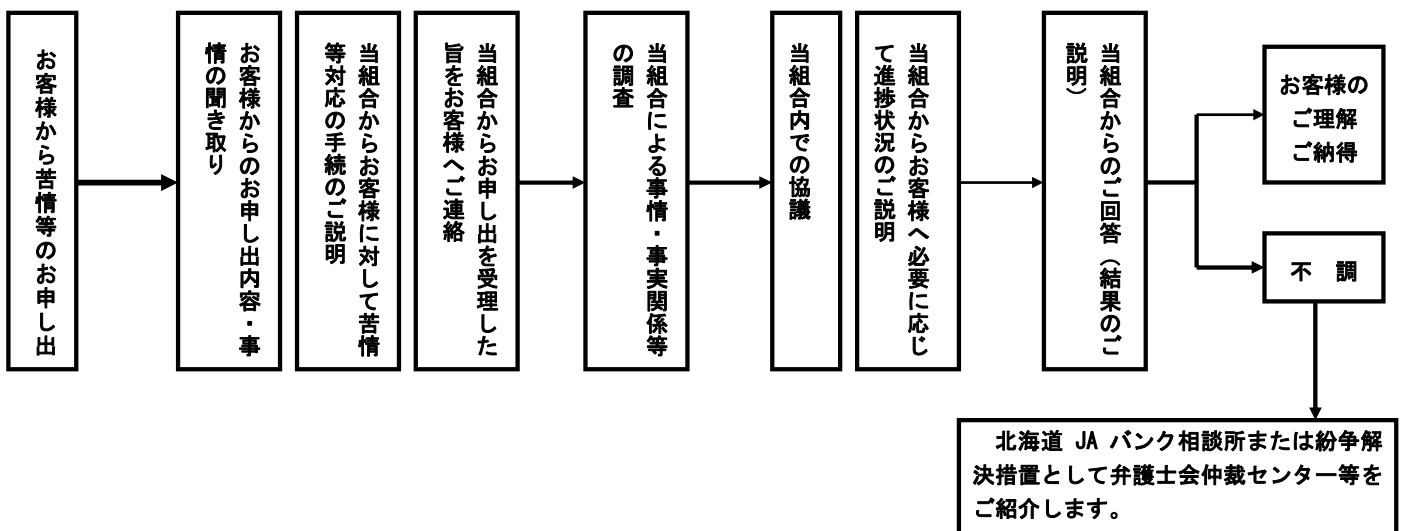 お客様から苦情等のお申し出
お客様からのお申し出内容・事
情の聞き取り
当組合からお客様に対して苦情
等対応の手続のご説明
当組合からお申し出を受理した
旨をお客様へご連絡
当組合による事情・事実関係等
の調査
当組合内での協議
当組合からお客様へ必要に応じ
て進捗状況のご説明
当組合からのご回答（結果のご
説明）
お客様の
ご理解
ご納得
不　調
北海道 JA バンク相談所または紛争解
決措置として弁護士会仲裁センター等を
ご紹介します。